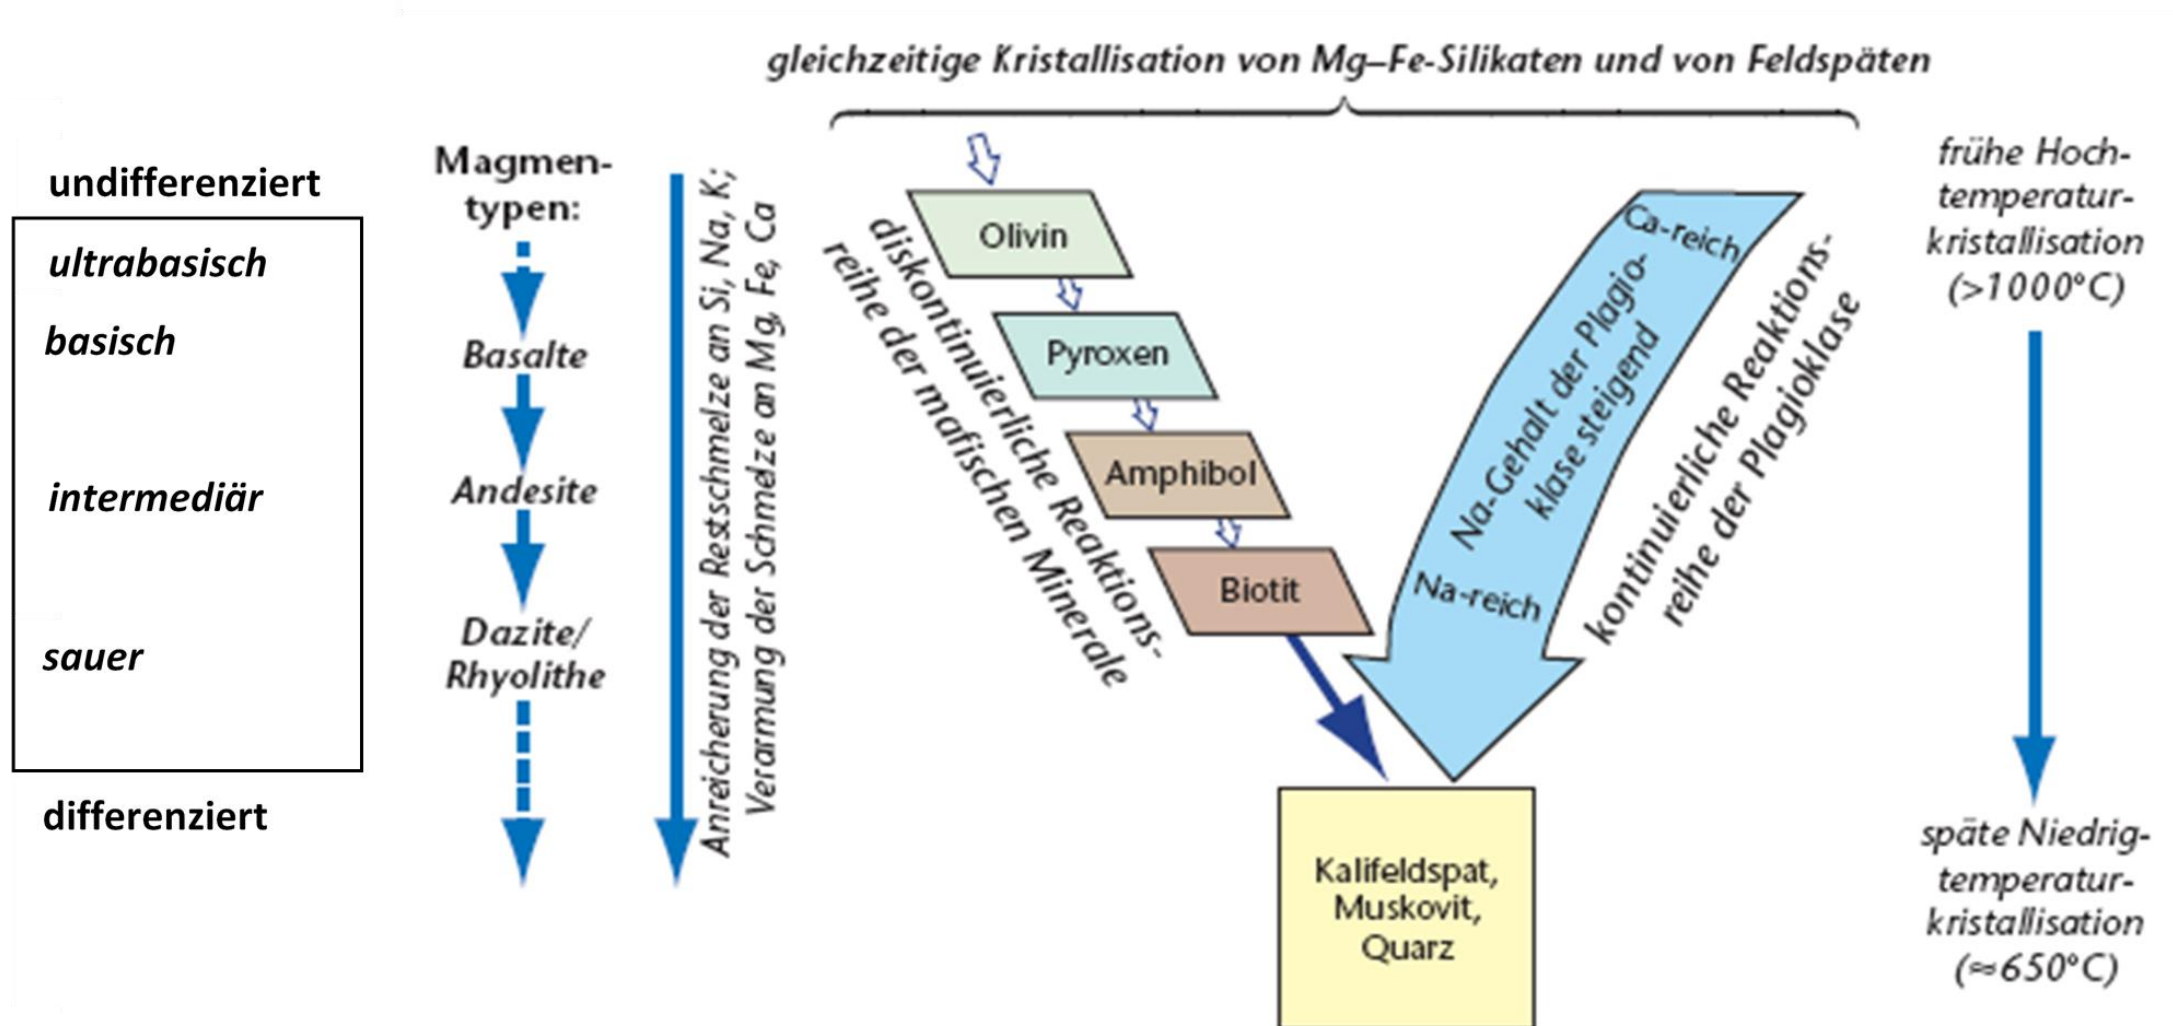 gleichzeitige Kristallisation von Mg–Fe-Silikaten und von Feldspäten
undifferenziert
ultrabasisch
basisch
intermediär
sauer
differenziert
Magmen-
typen:
Basalte
Andesite
Dazite/
Rhyolithe
Anreicherung der Restschmelze an Si, Na, K;
Verarmung der Schmelze an Mg, Fe, Ca
diskontinuierliche Reaktions-
reihe der mafischen Minerale
Olivin
Pyroxen
Amphibol
Biotit
Ca-reich
Na-Gehalt der Plagio-
klase steigend
Na-reich
kontinuierliche Reaktions-
reihe der Plagioklase
Kalifeldspat,
Muskovit,
Quarz
frühe Hoch-
temperatur-
kristallisation
(>1000°C)
späte Niedrig-
temperatur-
kristallisation
(≈650°C)